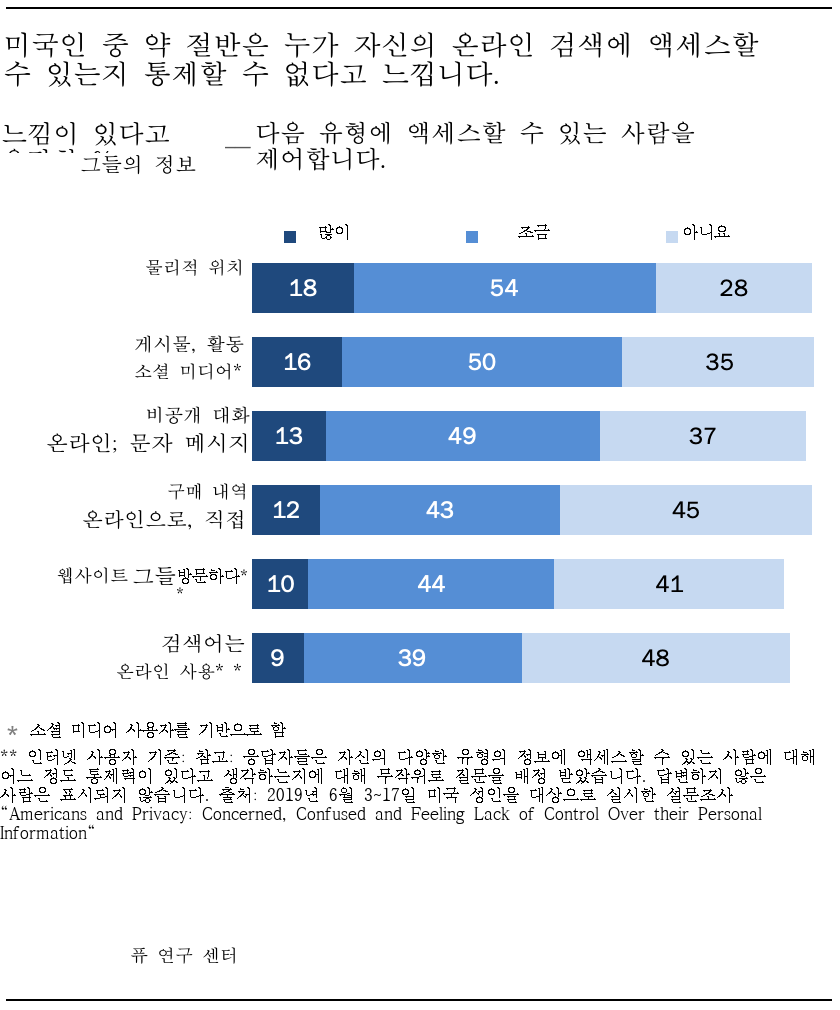 미국인 중 약 절반은 누가 자신의 온라인 검색에 액세스할
수 있는지 통제할 수 없다고 느낍니다.
느낌이 있다고
그들의 정보
— 다음 유형에 액세스할 수 있는 사람을
제어합니다.
많이 조금 아니요
물리적 위치
18 54 28
게시물, 활동
소셜 미디어*
16 50 35
비공개 대화
온라인; 문자 메시지
13 49 37
구매 내역
온라인으로, 직접
12 43 45
웹사이트 그들방문하다*
*
10 44 41
검색어는
온라인 사용* *
9 39 48
* 소셜 미디어 사용자를 기반으로 함
** 인터넷 사용자 기준: 참고: 응답자들은 자신의 다양한 유형의 정보에 액세스할 수 있는 사람에 대해
어느 정도 통제력이 있다고 생각하는지에 대해 무작위로 질문을 배정 받았습니다. 답변하지 않은
사람은 표시되지 않습니다. 출처: 2019년 6월 3~17일 미국 성인을 대상으로 실시한 설문조사
“Americans and Privacy: Concerned, Confused and Feeling Lack of Control Over their Personal
Information“
퓨 연구 센터